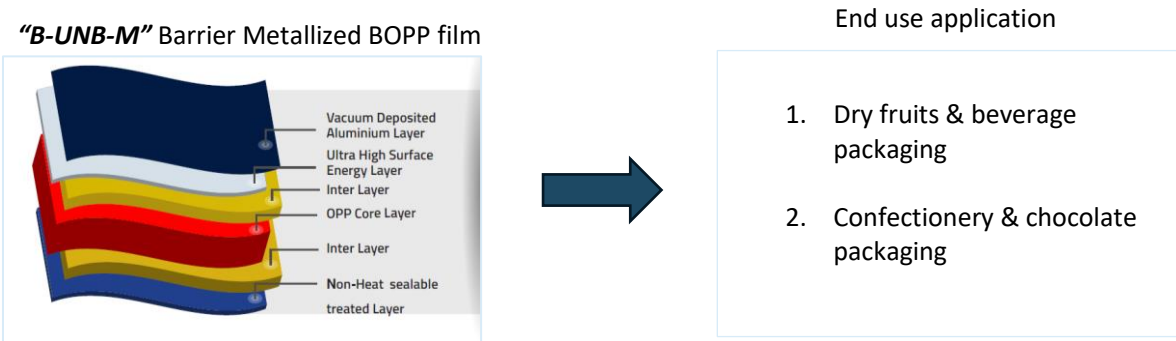 “B-UNB-M” Barrier Metallized BOPP film
Vacuum Deposited
Aluminium Layer
Ultra High Surface
Energy Layer
Inter Layer
OPP Core Layer
Inter Layer
Non-Heat sealable
treated Layer
End use application
1. Dry fruits & beverage
packaging
2. Confectionery & chocolate
packaging